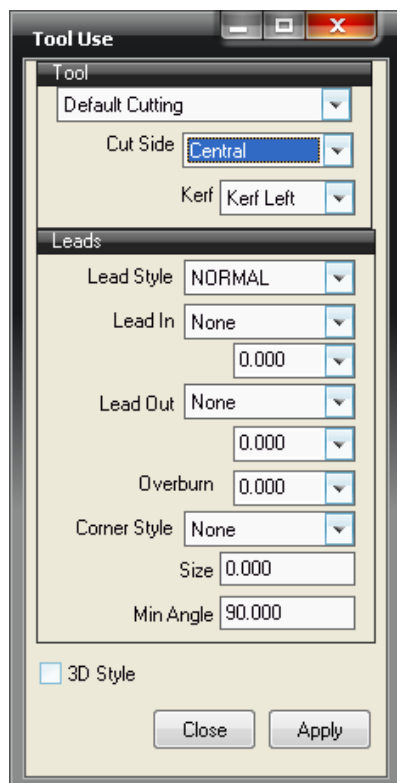 Tool Use
Tool
Default Cutting
Cut Side Central
Kerf Kerf Left
Leads
Lead Style NORMAL
Lead In None
0.000
Lead Out None
0.000
Overburn 0.000
Corner Style None
Size 0.000
Min Angle 90.000
3D Style
Close Apply